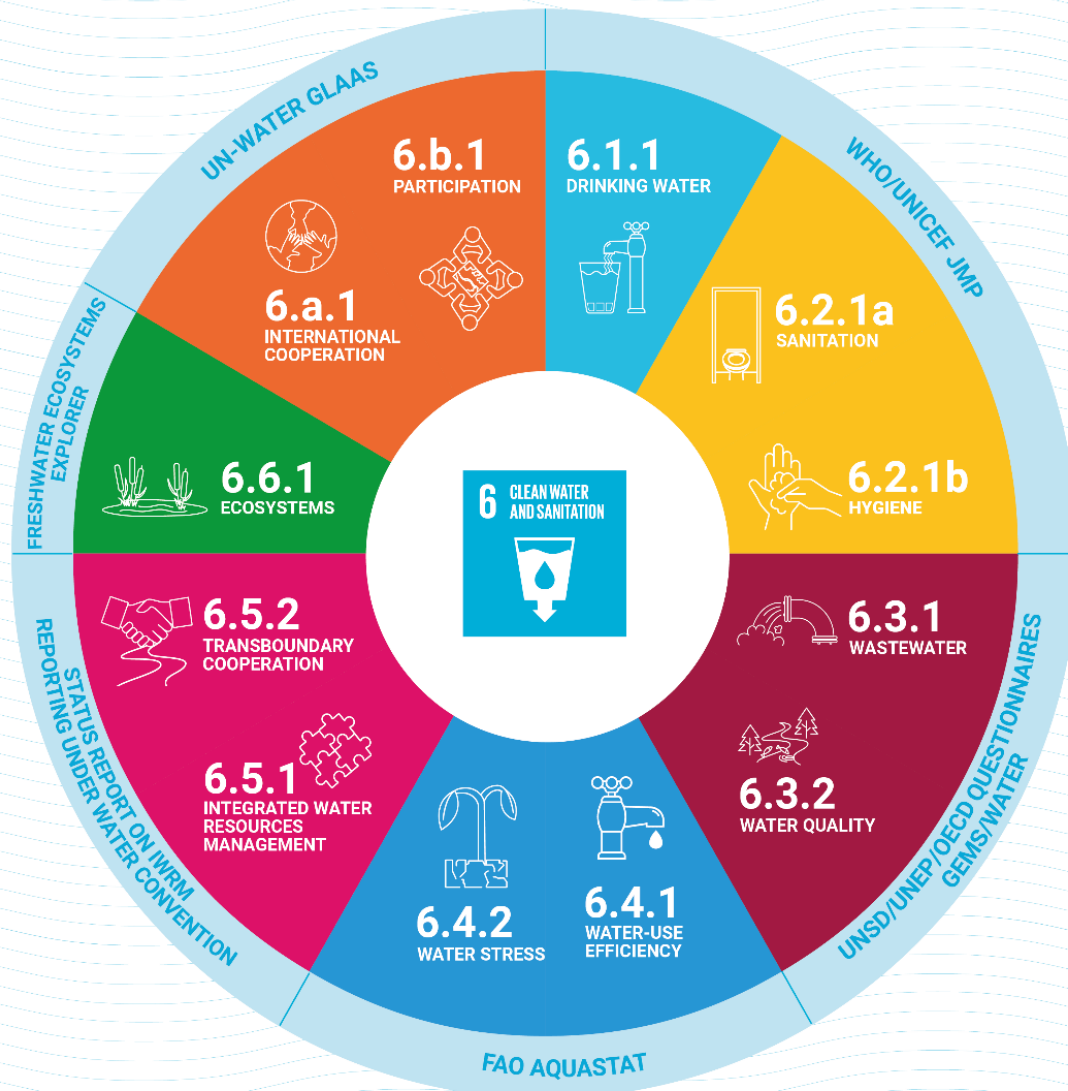 UN-WATER GLAAS
WHO/UNICEF JMP
6.b.1
PARTICIPATION
6.1.1
DRINKING WATER
6.a.1
INTERNATIONAL
COOPERATION
6.2.1a
SANITATION
FRESHWATER ECOSYSTEMS
EXPLORER
6.6.1
ECOSYSTEMS
6 CLEAN WATER
AND SANITATION
6.2.1b
HYGIENE
6.5.2
TRANSBOUNDARY
COOPERATION
6.3.1
WASTEWATER
STATUS REPORT ON IWRM
REPORTING UNDER WATER CONVENTION
6.5.1
INTEGRATED WATER
RESOURCES
MANAGEMENT
6.3.2
WATER QUALITY
UNSD/UNEP/OECD QUESTIONNAIRES
GEMS/WATER
6.4.2
WATER STRESS
6.4.1
WATER-USE
EFFICIENCY
FAO AQUASTAT